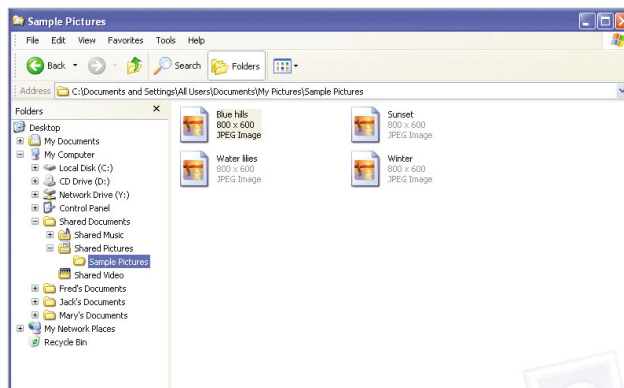 Sample Pictures
File Edit View Favorites Tools Help
Back Search Folders
Address C:\Documents and Settings\All Users\Documents\My Pictures\Sample Pictures
Folders
Desktop
My Documents
My Computer
Local Disk (C:)
CD Drive (D:)
Network Drive (Y:)
Control Panel
Shared Documents
Shared Music
Shared Pictures
Sample Pictures
Shared Video
Fred's Documents
Jack's Documents
Mary's Documents
My Network Places
Recycle Bin
Blue hills
800 x 600
JPEG Image
Sunset
800 x 600
JPEG Image
Water lilies
800 x 600
JPEG Image
Winter
800 x 600
JPEG Image